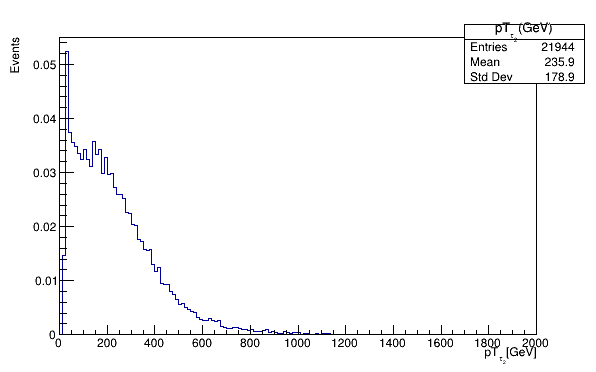 pT_τ₂(GeV)
Entries 21944
Mean 235.9
Std Dev 178.9
Events
0.05
0.04
0.03
0.02
0.01
0
0 200 400 600 800 1000 1200 1400 1600 1800 2000
pT_τ₂[GeV]